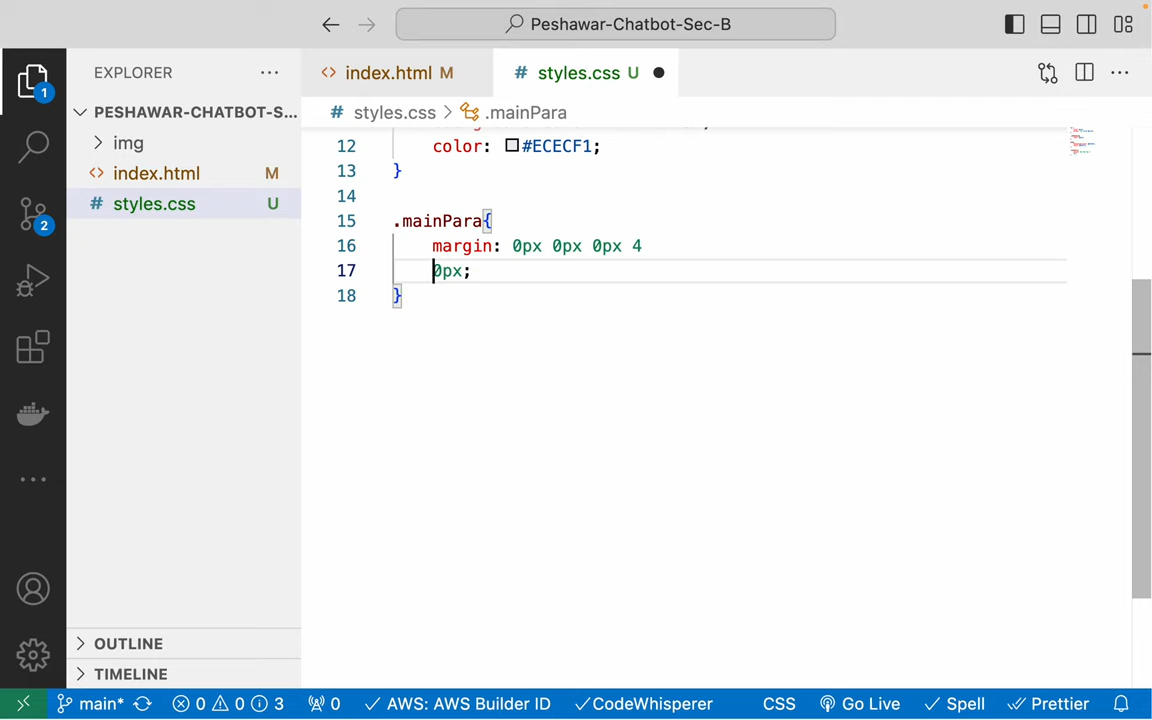 Peshawar-Chatbot-Sec-B
1
2
EXPLORER
PESHAWAR-CHATBOT-S...
img
index.html M
styles.css U
OUTLINE
TIMELINE
index.html M
styles.css U
styles.css > .mainPara
12 color: #ECECF1;
13 }
14
15 .mainPara{
16 margin: 0px 0px 0px 4
17 0px;
18 }
main* 0 0 3 0 AWS: AWS Builder ID CodeWhisperer CSS Go Live Spell Prettier